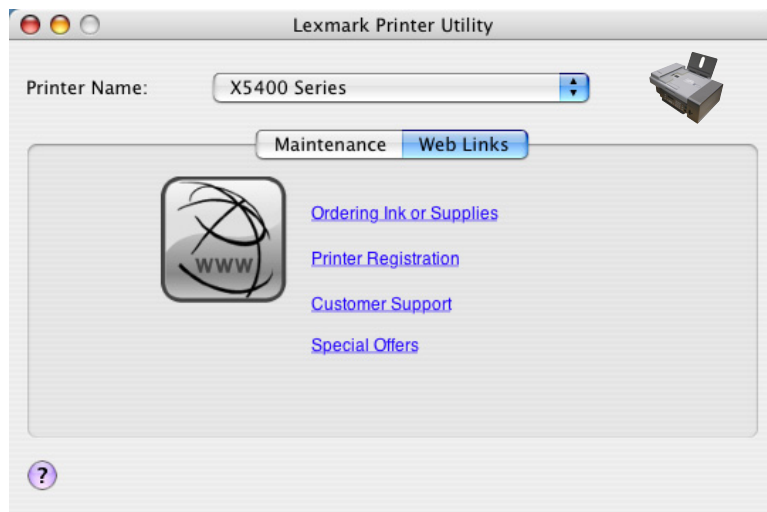 Lexmark Printer Utility
Printer Name: X5400 Series
Maintenance Web Links
www
Ordering Ink or Supplies
Printer Registration
Customer Support
Special Offers
?